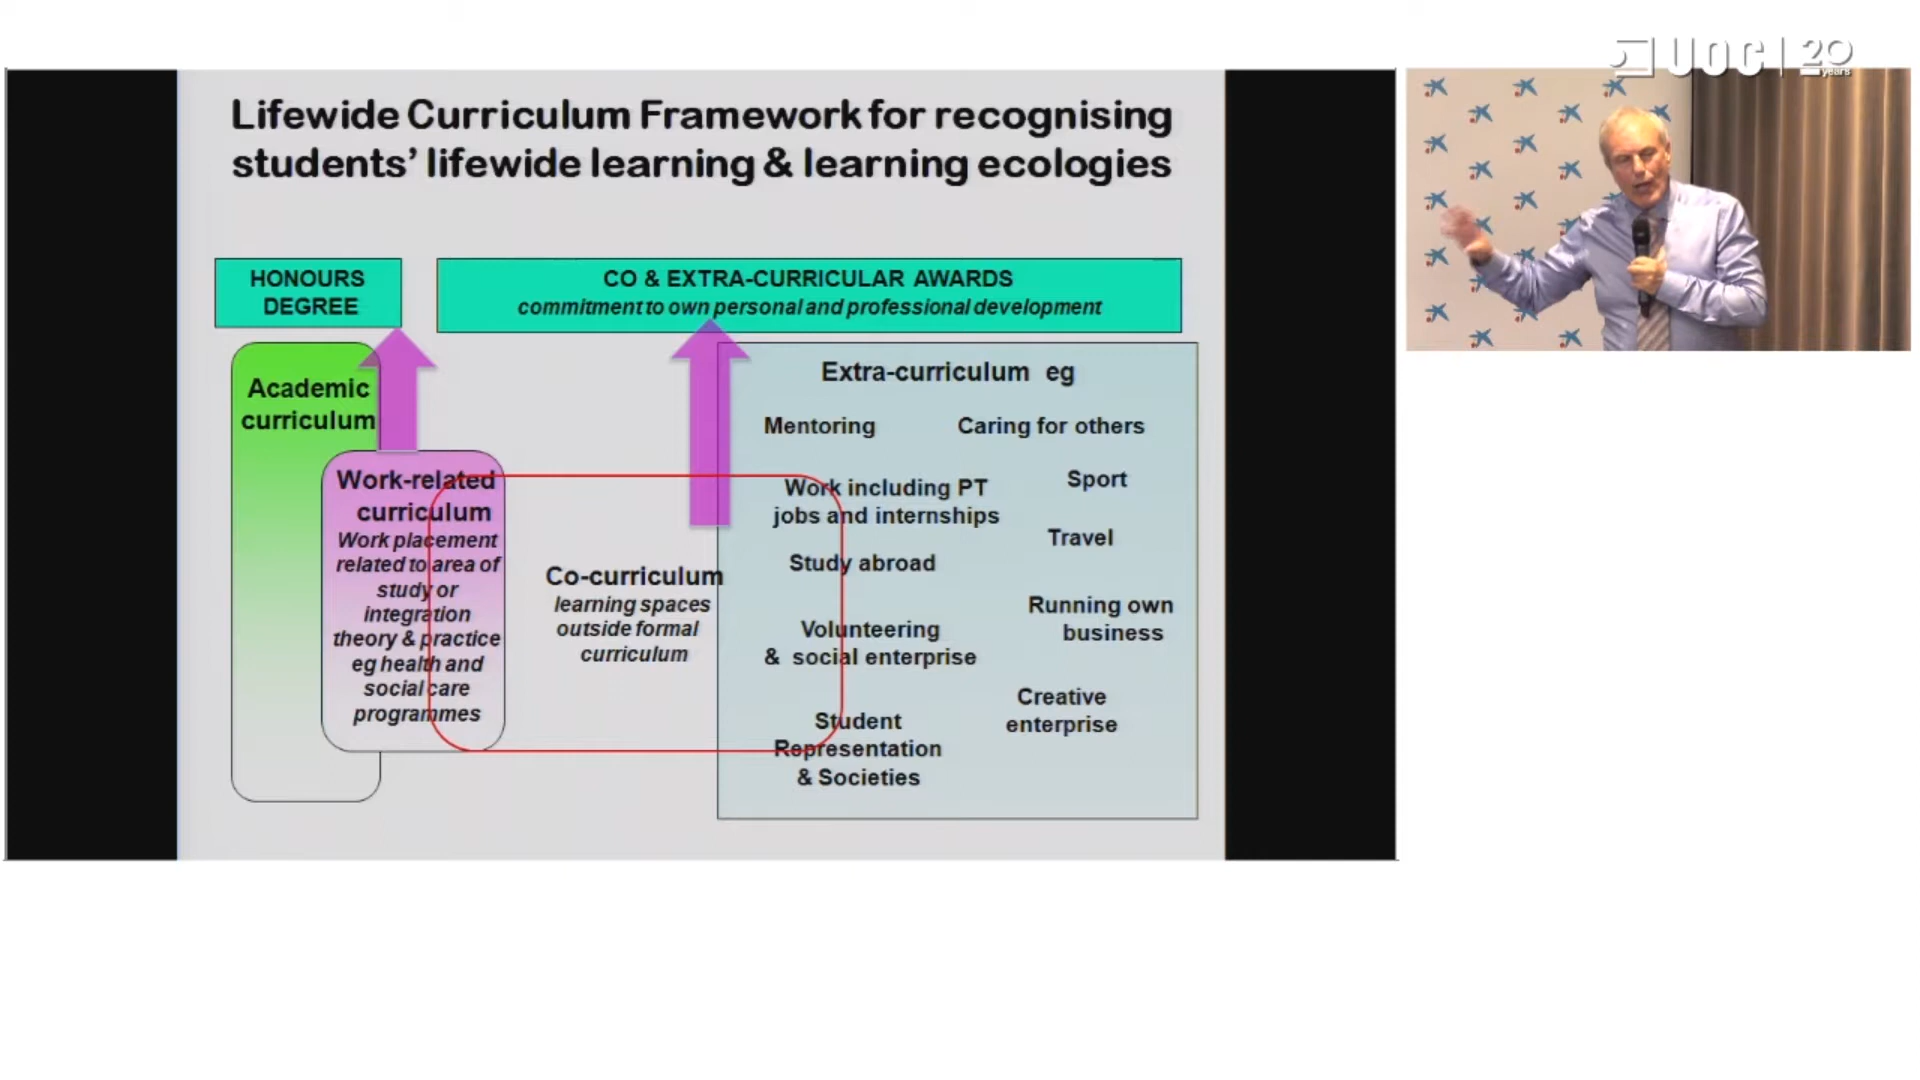 UOC 20
years
Lifewide Curriculum Framework for recognising
students’ lifewide learning & learning ecologies
HONOURS
DEGREE
CO & EXTRA-CURRICULAR AWARDS
commitment to own personal and professional development
Academic
curriculum
Work-related
curriculum
Work placement
related to area of
study or
integration
theory & practice
eg health and
social care
programmes
Co-curriculum
learning spaces
outside formal
curriculum
Extra-curriculum eg
Mentoring
Caring for others
Work including PT
jobs and internships
Sport
Travel
Study abroad
Volunteering
& social enterprise
Running own
business
Student
Representation
& Societies
Creative
enterprise